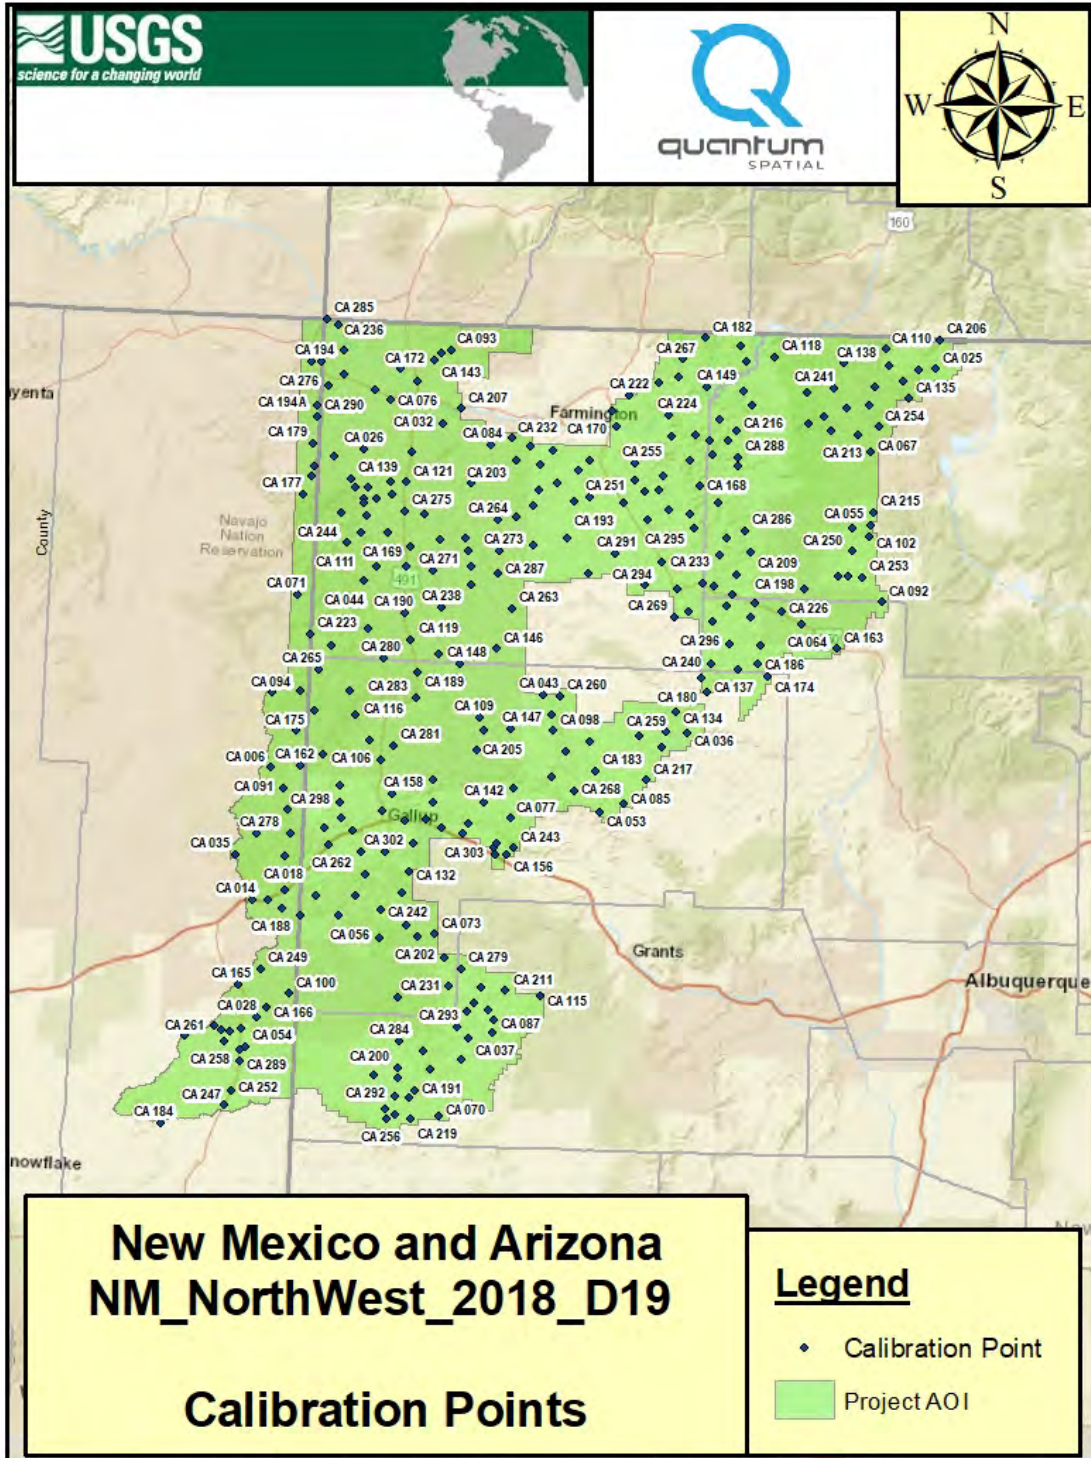 USGS
science for a changing world
quantum
SPATIAL
N
W
E
S
160
CA 285
CA 236
CA 182
CA 206
CA 093
CA 110
CA 194
CA 172
CA 267
CA 118
CA 138
CA 025
CA 143
CA 276
CA 222
CA 149
CA 241
CA 135
yenta
CA 194A
CA 290
CA 076
CA 207
Farmington
CA 224
CA 254
CA 032
CA 170
CA 216
CA 179
CA 026
CA 084
CA 232
CA 288
CA 213
CA 067
CA 255
CA 139
CA 121
CA 203
CA 177
CA 251
CA 168
CA 275
CA 264
CA 193
CA 055
CA 215
Navajo
Nation
Reservation
County
CA 244
CA 273
CA 295
CA 286
CA 250
CA 102
CA 111
CA 169
CA 271
CA 291
CA 233
CA 209
CA 253
CA 071
491
CA 287
CA 294
CA 198
CA 092
CA 044
CA 190
CA 238
CA 263
CA 269
CA 226
CA 223
CA 119
CA 146
CA 296
CA 064
CA 163
CA 265
CA 280
CA 148
CA 240
CA 186
CA 094
CA 283
CA 189
CA 043
CA 260
CA 180
CA 137
CA 174
CA 175
CA 116
CA 109
CA 147
CA 098
CA 259
CA 134
CA 281
CA 205
CA 036
CA 006
CA 162
CA 106
CA 183
CA 217
CA 091
CA 158
CA 268
CA 298
CA 142
CA 085
CA 278
Gallup
CA 077
CA 053
CA 035
CA 302
CA 243
CA 262
CA 303
CA 156
CA 018
CA 132
CA 014
CA 188
CA 242
CA 056
CA 073
CA 202
Grants
CA 249
CA 279
CA 165
CA 100
CA 231
CA 211
CA 115
Albuquerque
CA 028
CA 166
CA 293
CA 087
CA 261
CA 054
CA 284
CA 258
CA 289
CA 200
CA 037
CA 247
CA 252
CA 292
CA 191
CA 184
CA 070
CA 256
CA 219
nowflake
New Mexico and Arizona
NM_NorthWest_2018_D19
Calibration Points
Legend
Calibration Point
Project AOI